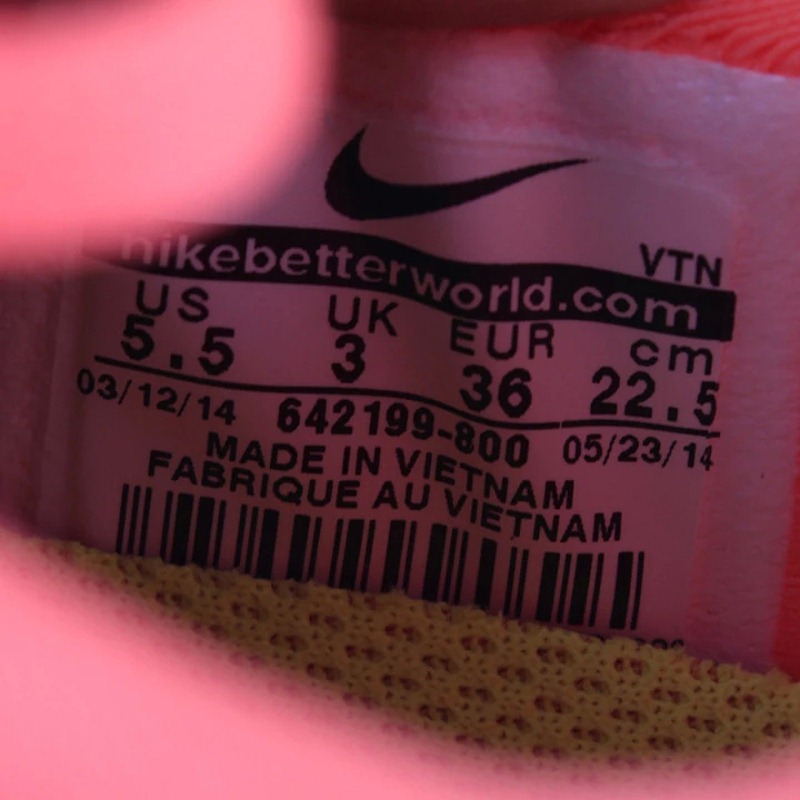 nikebetterworld.com
VTN
US UK EUR cm
5.5 3 36 22.5
03/12/14 642199-800 05/23/14
MADE IN VIETNAM
FABRIQUE AU VIETNAM